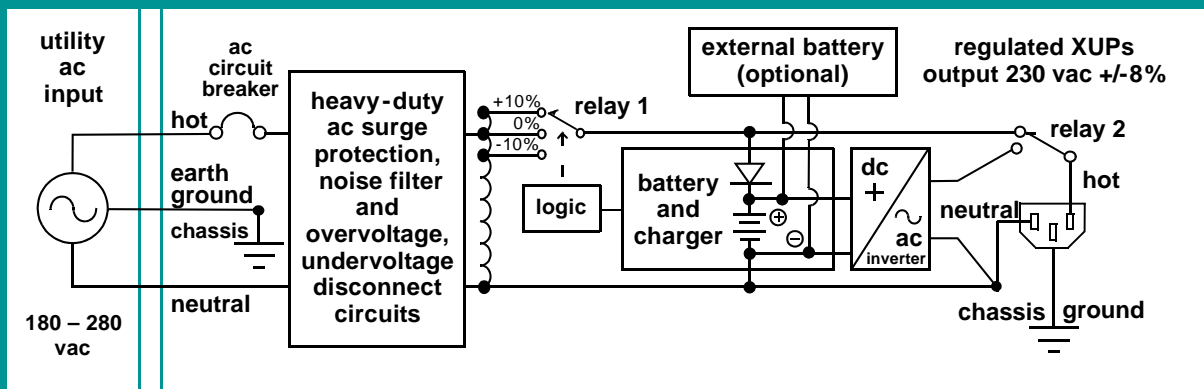 utility
ac
input
180 – 280
vac
ac
circuit
breaker
hot
earth
ground
chassis
neutral
heavy-duty
ac surge
protection,
noise filter
and
overvoltage,
undervoltage
disconnect
circuits
+10%
0%
-10%
relay 1
logic
external battery
(optional)
battery
and
charger
+
−
dc
+
ac
inverter
regulated XUPs
output 230 vac +/-8%
relay 2
hot
neutral
chassis ground